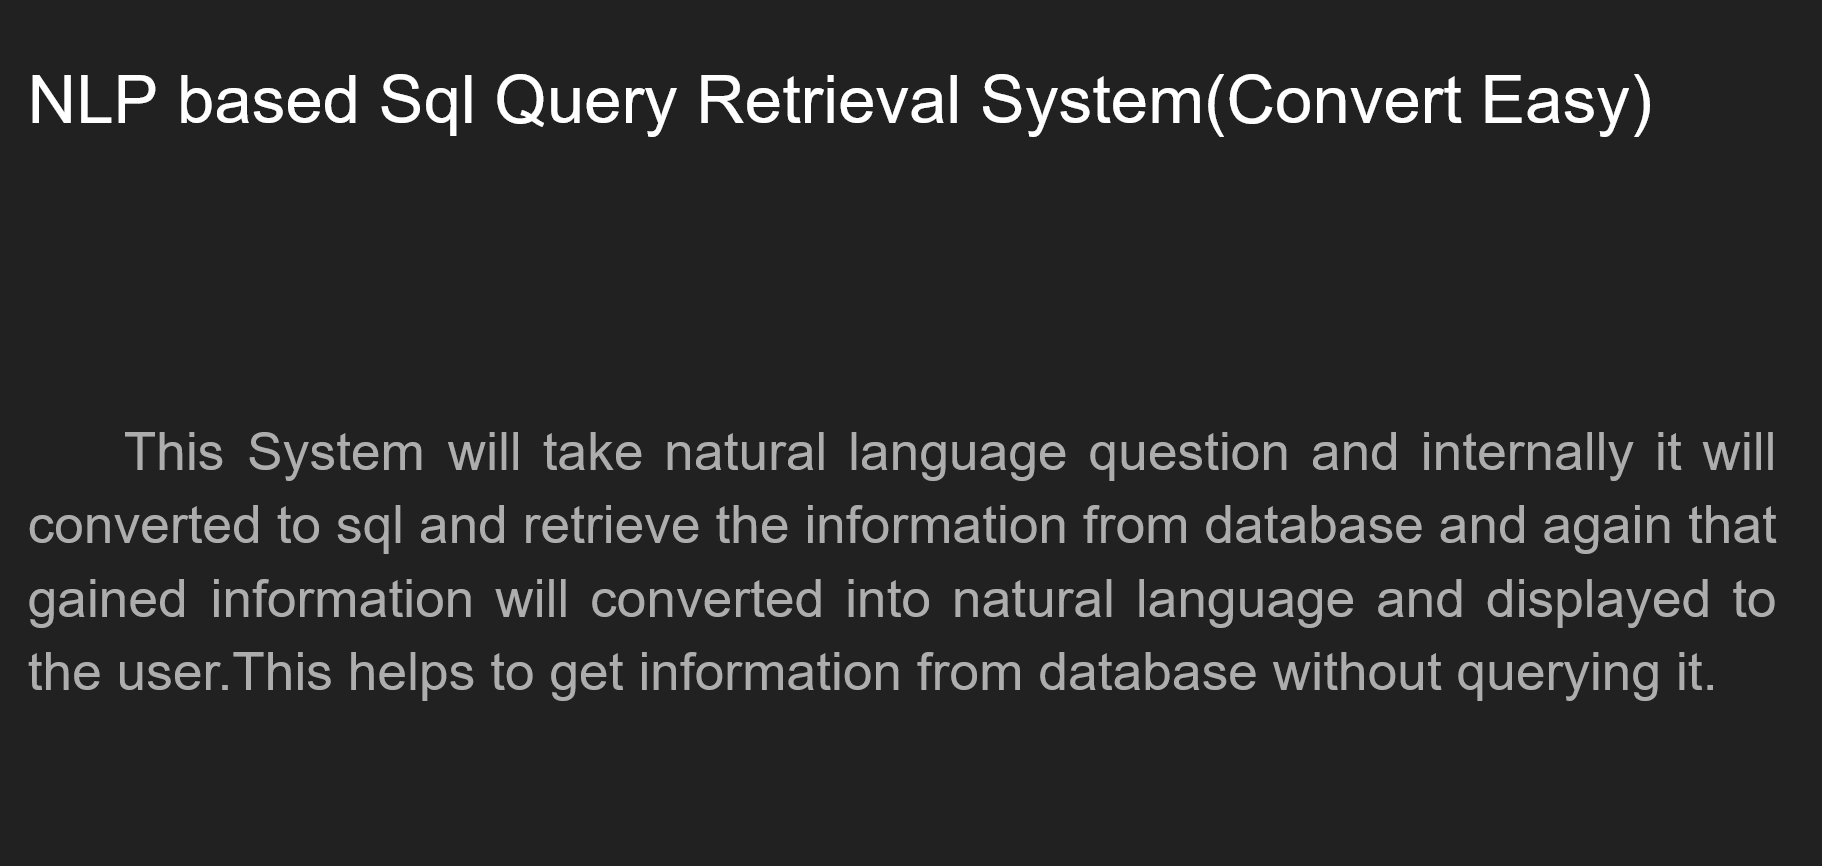 NLP based Sql Query Retrieval System(Convert Easy)
This System will take natural language question and internally it will
converted to sql and retrieve the information from database and again that
gained information will converted into natural language and displayed to
the user.This helps to get information from database without querying it.